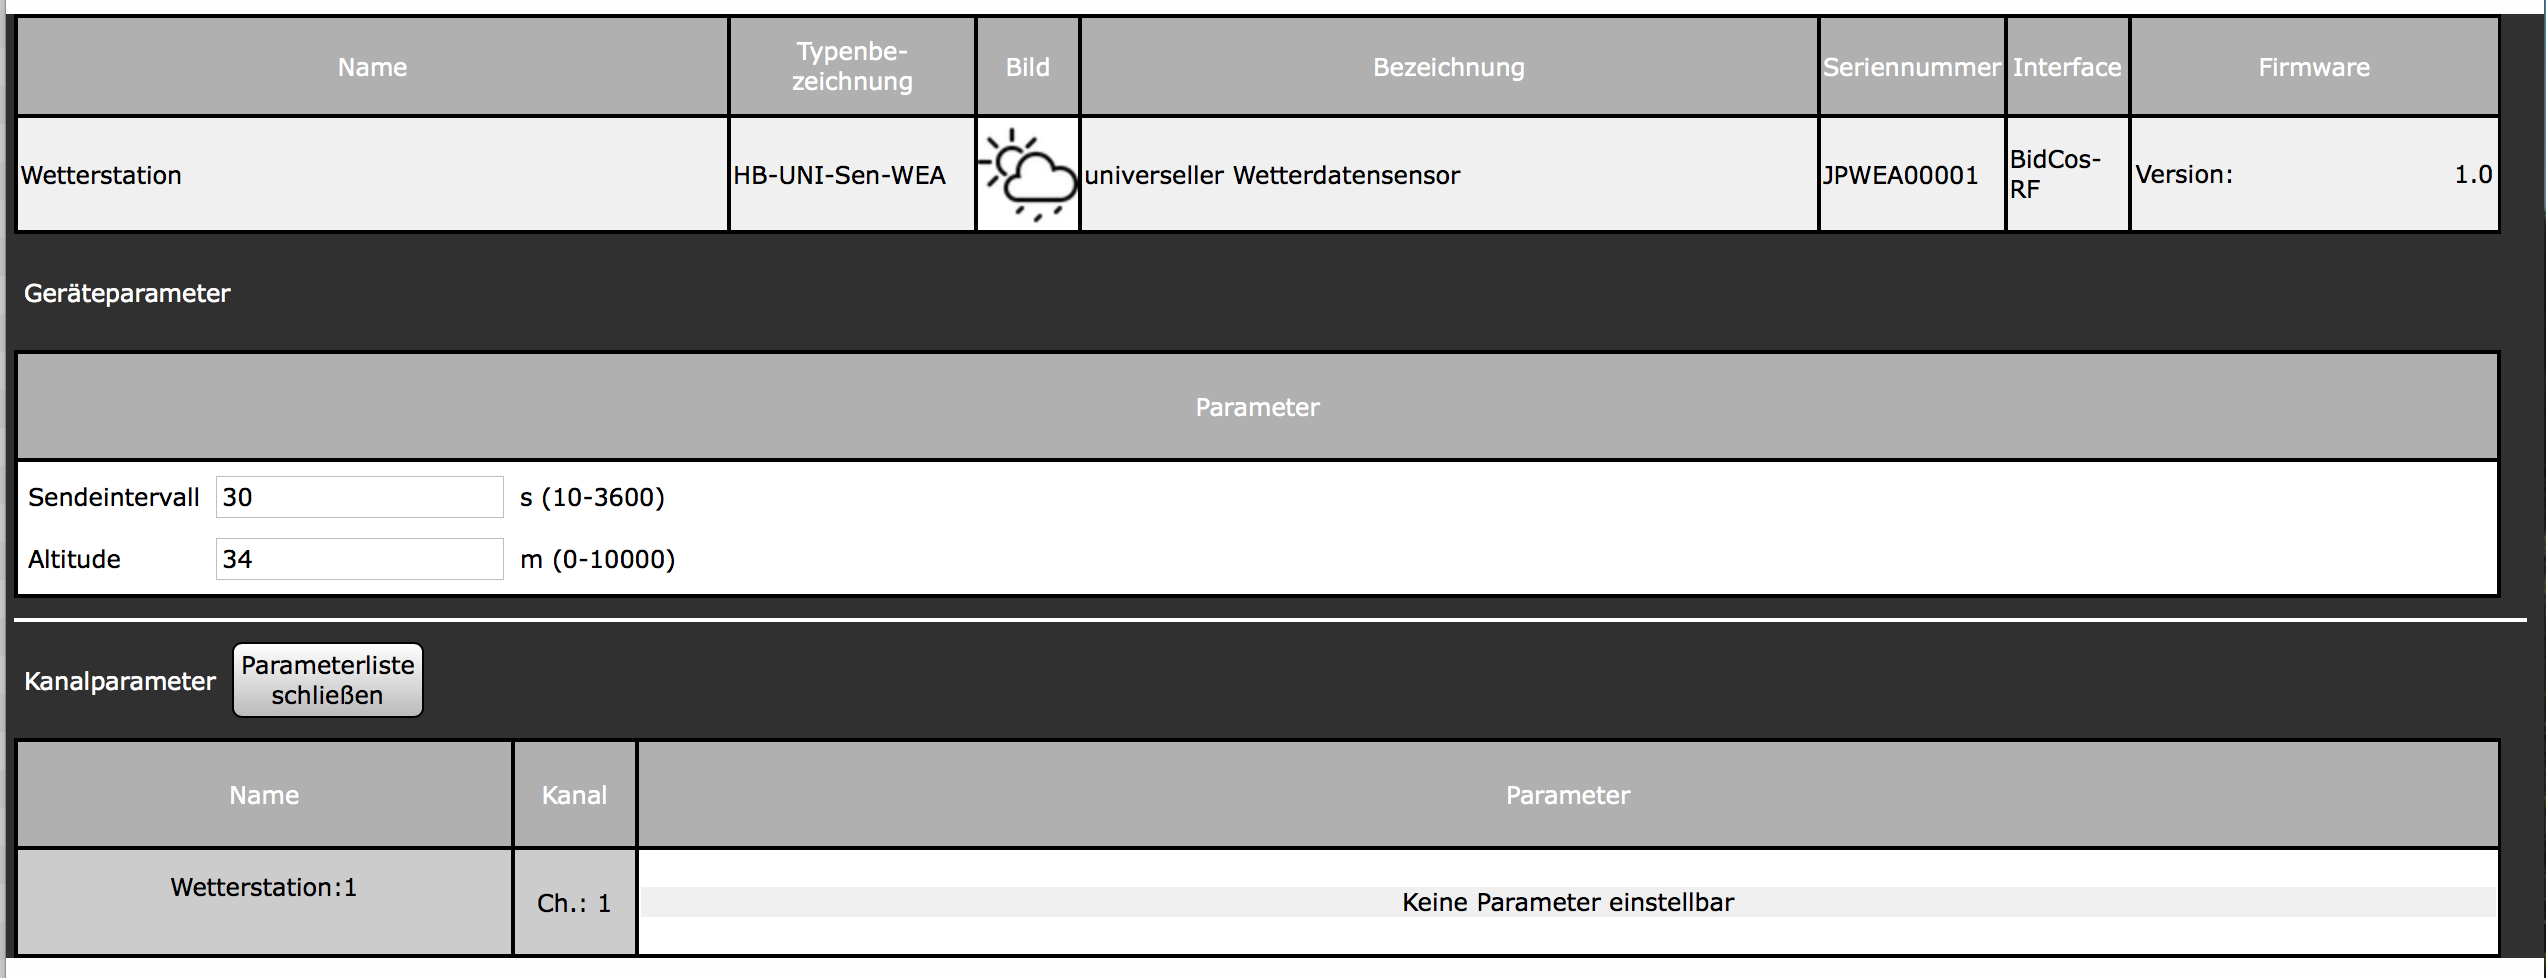 Name
Typenbe-
zeichnung
Bild
Bezeichnung
Seriennummer
Interface
Firmware
Wetterstation
HB-UNI-Sen-WEA
universeller Wetterdatensensor
JPWEA00001
BidCos-
RF
Version: 1.0
Geräteparameter
Parameter
Sendeintervall 30 s (10-3600)
Altitude 34 m (0-10000)
Kanalparameter
Parameterliste
schließen
Name
Kanal
Parameter
Wetterstation:1
Ch.: 1
Keine Parameter einstellbar